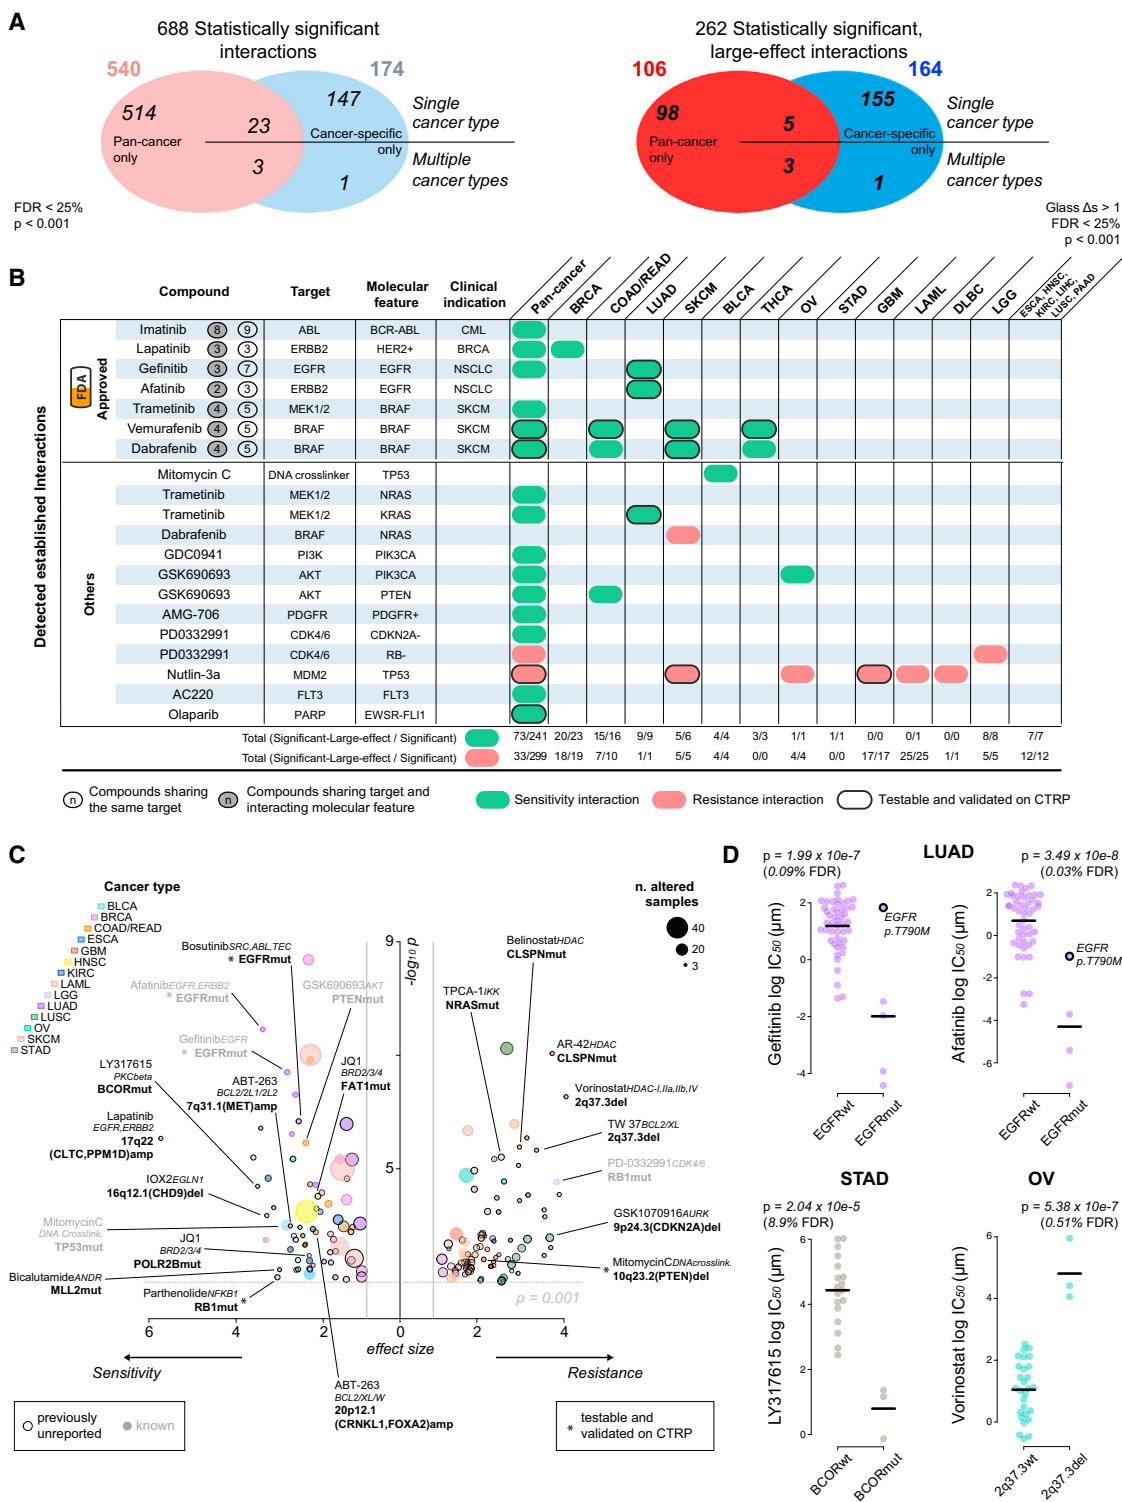 A
688 Statistically significant
interactions
540
174
514
147
23
3
1
Pan-cancer
only
Cancer-specific
only
Single
cancer type
Multiple
cancer types
FDR < 25%
p < 0.001
262 Statistically significant,
large-effect interactions
106
164
98
155
5
3
1
Pan-cancer
only
Cancer-specific
only
Single
cancer type
Multiple
cancer types
Glass Δs > 1
FDR < 25%
p < 0.001
B
Compound Target Molecular feature Clinical indication Pan-cancer BRCA COAD/READ LUAD SKCM BLCA THCA OV STAD GBM LAML DLBC LGG ESCA, HNSC, KIRC, LIHC, LUSC, PAAD
Detected established Interactions
FDA
Approved
Imatinib 8 9 ABL BCR-ABL CML
Lapatinib 3 3 ERBB2 HER2+ BRCA
Gefinitib 3 7 EGFR EGFR NSCLC
Afatinib 2 3 ERBB2 EGFR NSCLC
Trametinib 4 5 MEK1/2 BRAF SKCM
Vemurafenib 4 5 BRAF BRAF SKCM
Dabrafenib 4 5 BRAF BRAF SKCM
Others
Mitomycin C DNA crosslinker TP53
Trametinib MEK1/2 NRAS
Trametinib MEK1/2 KRAS
Dabrafenib BRAF NRAS
GDC0941 PI3K PIK3CA
GSK690693 AKT PIK3CA
GSK690693 AKT PTEN
AMG-706 PDGFR PDGFR+
PD0332991 CDK4/6 CDKN2A-
PD0332991 CDK4/6 RB-
Nutlin-3a MDM2 TP53
AC220 FLT3 FLT3
Olaparib PARP EWSR-FLI1
Total (Significant-Large-effect / Significant) 73/241 20/23 15/16 9/9 5/6 4/4 3/3 1/1 1/1 0/0 0/1 0/0 8/8 7/7
Total (Significant-Large-effect / Significant) 33/299 18/19 7/10 1/1 5/5 4/4 0/0 4/4 0/0 17/17 25/25 1/1 5/5 12/12
n Compounds sharing
the same target
n Compounds sharing target and
interacting molecular feature
Sensitivity interaction
Resistance interaction
Testable and validated on CTRP
C
Cancer type
BLCA
BRCA
COAD/READ
ESCA
GBM
HNSC
KIRC
LAML
LGG
LUAD
LUSC
OV
SKCM
STAD
n. altered
samples
40
20
3
-log10 p
9
5
BosutinibSRC,ABL,TEC
* EGFRmut
AfatinibEGFR,ERBB2
* EGFRmut
GSK690693AKT
PTENmut
GefitinibEGFR
* EGFRmut
LY317615
PKCbeta
BCORmut
ABT-263
BCL2/2L1/2L2
7q31.1(MET)amp
JQ1
BRD2/3/4
FAT1mut
Lapatinib
EGFR,ERBB2
17q22
(CLTC,PPM1D)amp
IOX2EGLN1
16q12.1(CHD9)del
MitomycinC
DNA Crosslink.
TP53mut
JQ1
BRD2/3/4
POLR2Bmut
BicalutamideANDR
MLL2mut
ParthenolideNFKB1
RB1mut *
ABT-263
BCL2/XL/W
20p12.1
(CRNKL1,FOXA2)amp
BelinostatHDAC
CLSPNmut
TPCA-1IKK
NRASmut
AR-42HDAC
CLSPNmut
VorinostatHDAC-I,IIa,IIb,IV
2q37.3del
TW 37BCL2/XL
2q37.3del
PD-0332991CDK4/6
RB1mut
GSK1070916AURK
9p24.3(CDKN2A)del
MitomycinCDNAcrosslink.
* 10q23.2(PTEN)del
p = 0.001
6 4 2 0 2 4
effect size
Sensitivity
Resistance
previously
unreported
known
* testable and
validated on CTRP
D
LUAD
p = 1.99 x 10e-7
(0.09% FDR)
Gefitinib log IC50 (µm)
2
0
-2
-4
EGFR
p.T790M
EGFRwt
EGFRmut
p = 3.49 x 10e-8
(0.03% FDR)
Afatinib log IC50 (µm)
2
0
-2
-4
-6
EGFR
p.T790M
EGFRwt
EGFRmut
STAD
p = 2.04 x 10e-5
(8.9% FDR)
LY317615 log IC50 (µm)
6
4
2
0
BCORwt
BCORmut
OV
p = 5.38 x 10e-7
(0.51% FDR)
Vorinostat log IC50 (µm)
6
4
2
0
2q37.3wt
2q37.3del